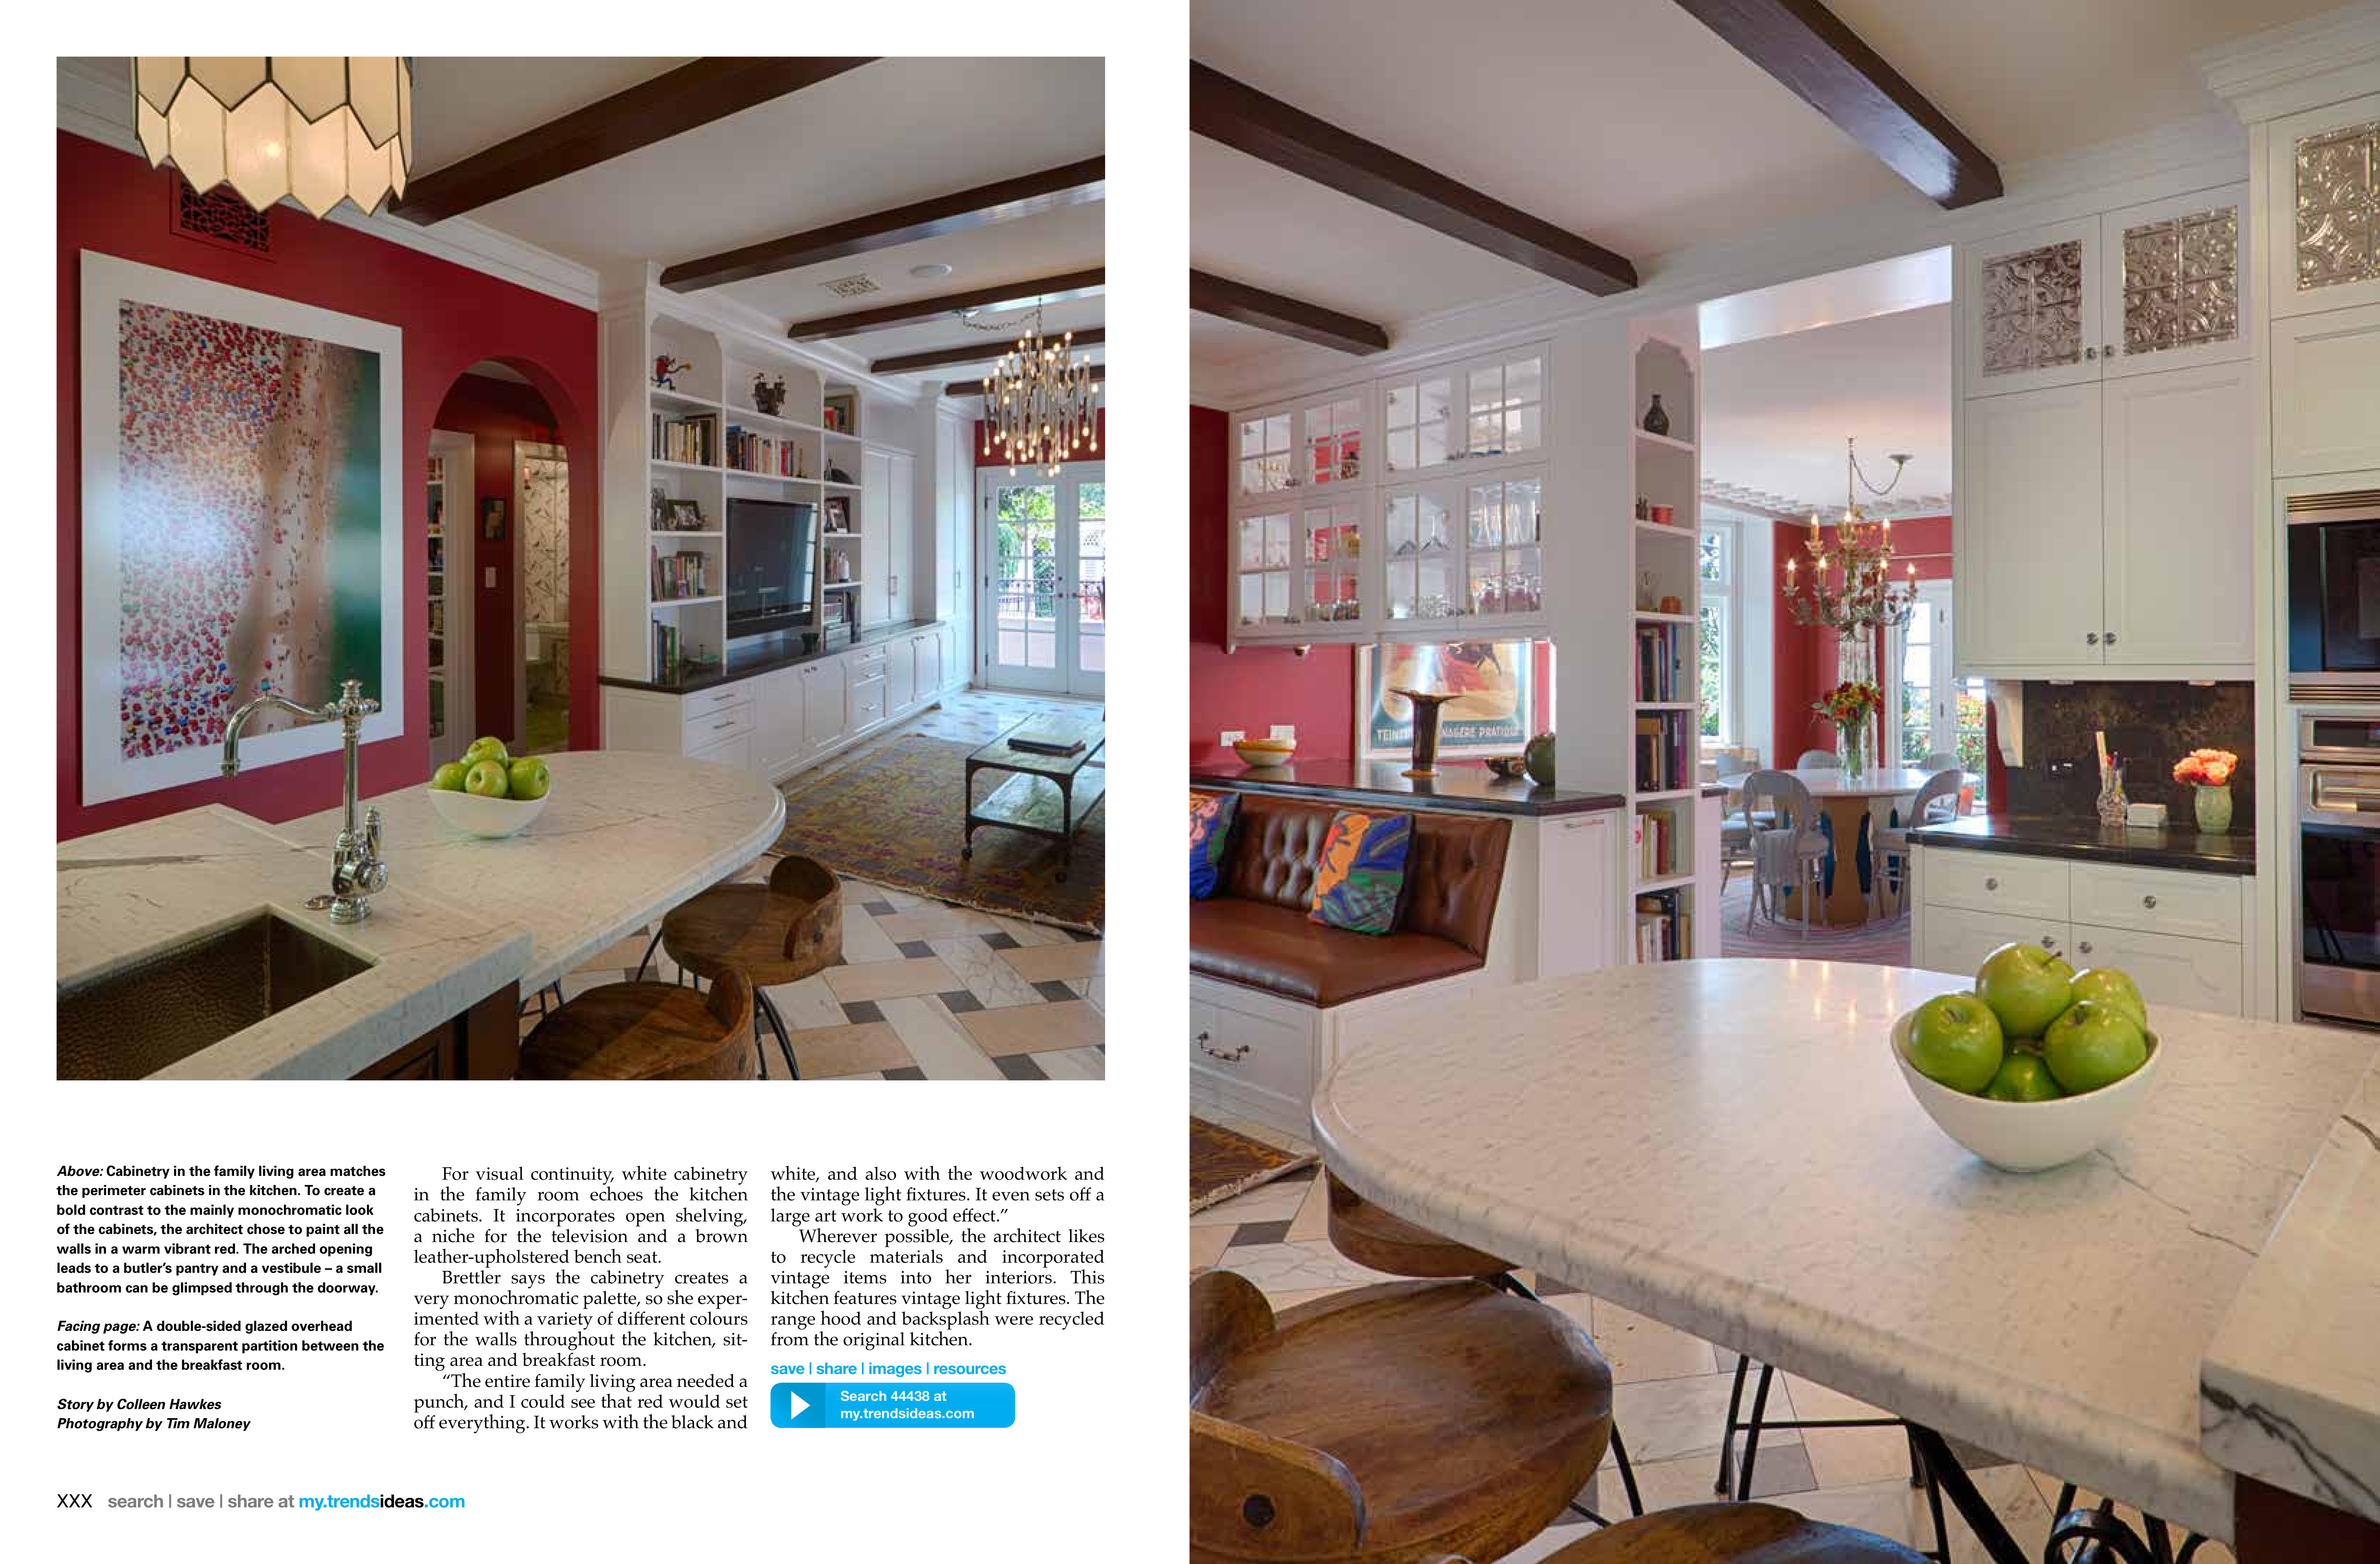 Above: Cabinetry in the family living area matches
the perimeter cabinets in the kitchen. To create a
bold contrast to the mainly monochromatic look
of the cabinets, the architect chose to paint all the
walls in a warm vibrant red. The arched opening
leads to a butler’s pantry and a vestibule – a small
bathroom can be glimpsed through the doorway.
Facing page: A double-sided glazed overhead
cabinet forms a transparent partition between the
living area and the breakfast room.
Story by Colleen Hawkes
Photography by Tim Maloney
For visual continuity, white cabinetry
in the family room echoes the kitchen
cabinets. It incorporates open shelving,
a niche for the television and a brown
leather-upholstered bench seat.
Brettler says the cabinetry creates a
very monochromatic palette, so she exper-
imented with a variety of different colours
for the walls throughout the kitchen, sit-
ting area and breakfast room.
“The entire family living area needed a
punch, and I could see that red would set
off everything. It works with the black and
white, and also with the woodwork and
the vintage light fixtures. It even sets off a
large art work to good effect.”
Wherever possible, the architect likes
to recycle materials and incorporated
vintage items into her interiors. This
kitchen features vintage light fixtures. The
range hood and backsplash were recycled
from the original kitchen.
save | share | images | resources
Search 44438 at
my.trendsideas.com
XXX search | save | share at my.trendsideas.com
PRATIQUE